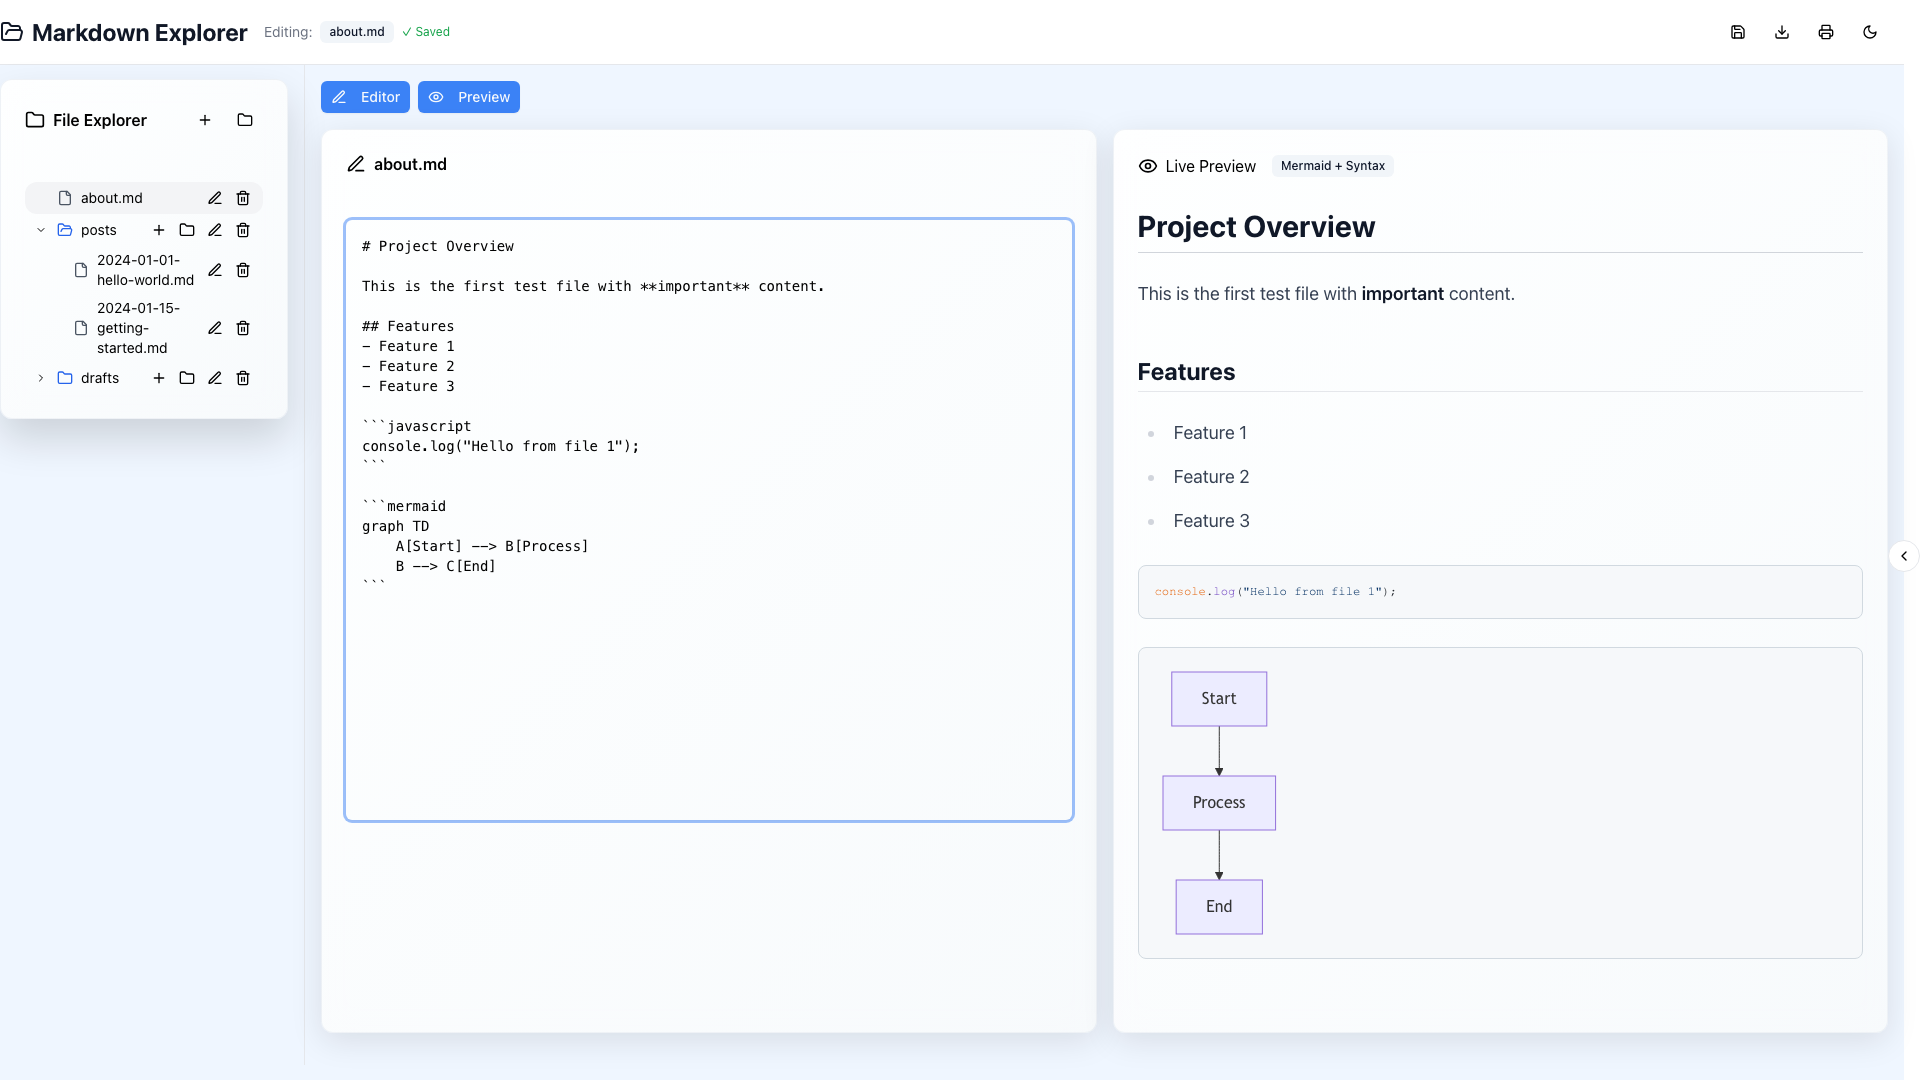 Markdown Explorer
Editing: about.md ✓ Saved
File Explorer
about.md
posts
2024-01-01-
hello-world.md
2024-01-15-
getting-
started.md
drafts
Editor
Preview
about.md
# Project Overview
This is the first test file with **important** content.
## Features
- Feature 1
- Feature 2
- Feature 3
```javascript
console.log("Hello from file 1");
```
```mermaid
graph TD
    A[Start] --> B[Process]
    B --> C[End]
```
Live Preview
Mermaid + Syntax
Project Overview
This is the first test file with important content.
Features
Feature 1
Feature 2
Feature 3
console.log("Hello from file 1");
Start
Process
End